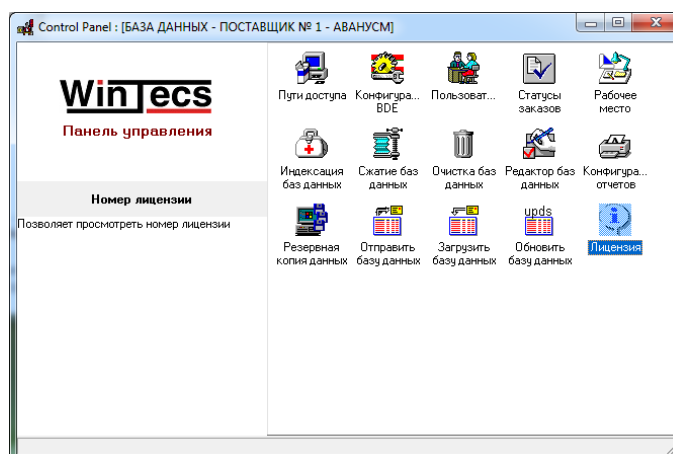 Control Panel : [БАЗА ДАННЫХ - ПОСТАВЩИК № 1 - АВАНУСМ]
WinTecs
Панель управления
Номер лицензии
Позволяет просмотреть номер лицензии
Пути доступа
Конфигура...
BDE
Пользоват...
Статусы
заказов
Рабочее
место
Индексация
баз данных
Сжатие баз
данных
Очистка баз
данных
Редактор баз
данных
Конфигура...
отчетов
Резервная
копия данных
Отправить
базу данных
Загрузить
базу данных
upds
Обновить
базу данных
Лицензия